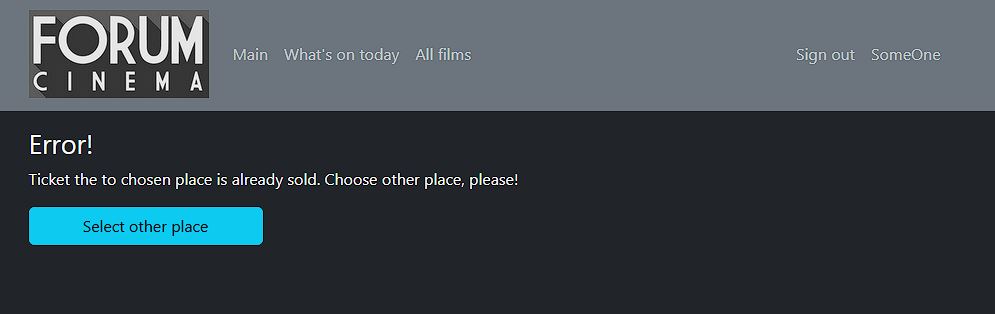 FORUM
CINEMA
Main What's on today All films Sign out SomeOne
Error!
Ticket the to chosen place is already sold. Choose other place, please!
Select other place